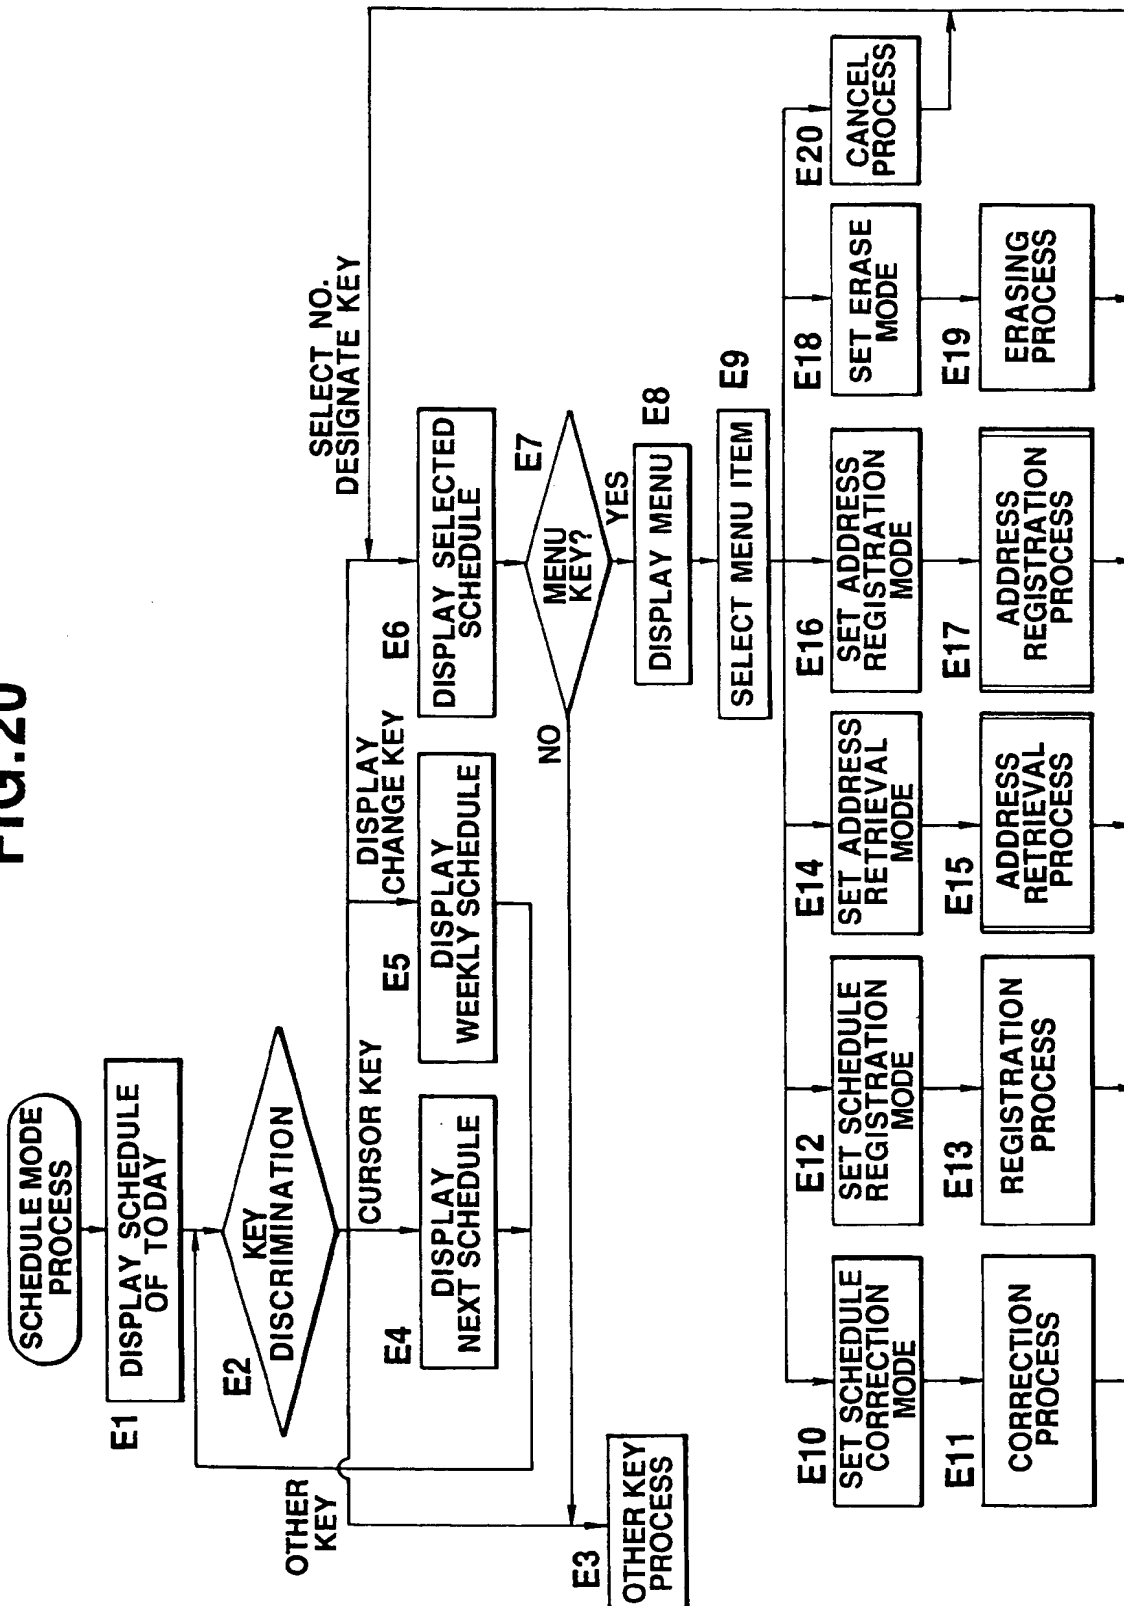 FIG.20
SCHEDULE MODE
PROCESS
E1
DISPLAY SCHEDULE
OF TODAY
E2
KEY
DISCRIMINATION
OTHER
KEY
CURSOR KEY
DISPLAY
CHANGE KEY
SELECT NO.
DESIGNATE KEY
E3
OTHER KEY
PROCESS
E4
DISPLAY
NEXT SCHEDULE
E5
DISPLAY
WEEKLY SCHEDULE
E6
DISPLAY SELECTED
SCHEDULE
E7
MENU
KEY?
NO
YES
E8
DISPLAY MENU
E9
SELECT MENU ITEM
E10
SET SCHEDULE
CORRECTION
MODE
E11
CORRECTION
PROCESS
E12
SET SCHEDULE
REGISTRATION
MODE
E13
REGISTRATION
PROCESS
E14
SET ADDRESS
RETRIEVAL
MODE
E15
ADDRESS
RETRIEVAL
PROCESS
E16
SET ADDRESS
REGISTRATION
MODE
E17
ADDRESS
REGISTRATION
PROCESS
E18
SET ERASE
MODE
E19
ERASING
PROCESS
E20
CANCEL
PROCESS